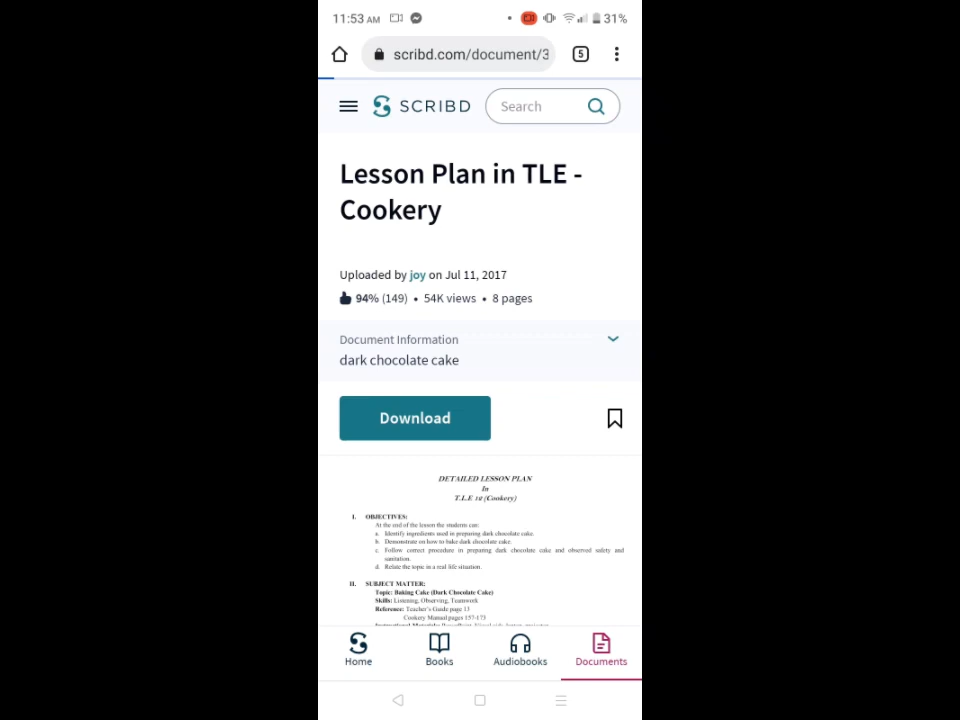 11:53 AM
31%
scribd.com/document/3
5
SCRIBD
Search
Lesson Plan in TLE -
Cookery
Uploaded by joy on Jul 11, 2017
94% (149) • 54K views • 8 pages
Document Information
dark chocolate cake
Download
DETAILED LESSON PLAN
In
T.L.E 12 (Cookery)
I. OBJECTIVES:
At the end of the lesson the students can:
a. Identify ingredients used in preparing dark chocolate cake.
b. Demonstrate on how to bake dark chocolate cake.
c. Follow correct procedure in preparing dark chocolate cake and observed safety and
sanitation.
d. Relate the topic in a real life situation.
II. SUBJECT MATTER:
Topic: Baking Cake (Dark Chocolate Cake)
Skills: Listening, Observing, Teamwork
Reference: Teacher's Guide page 13
Cookery Manual pages 157-173
Home
Books
Audiobooks
Documents